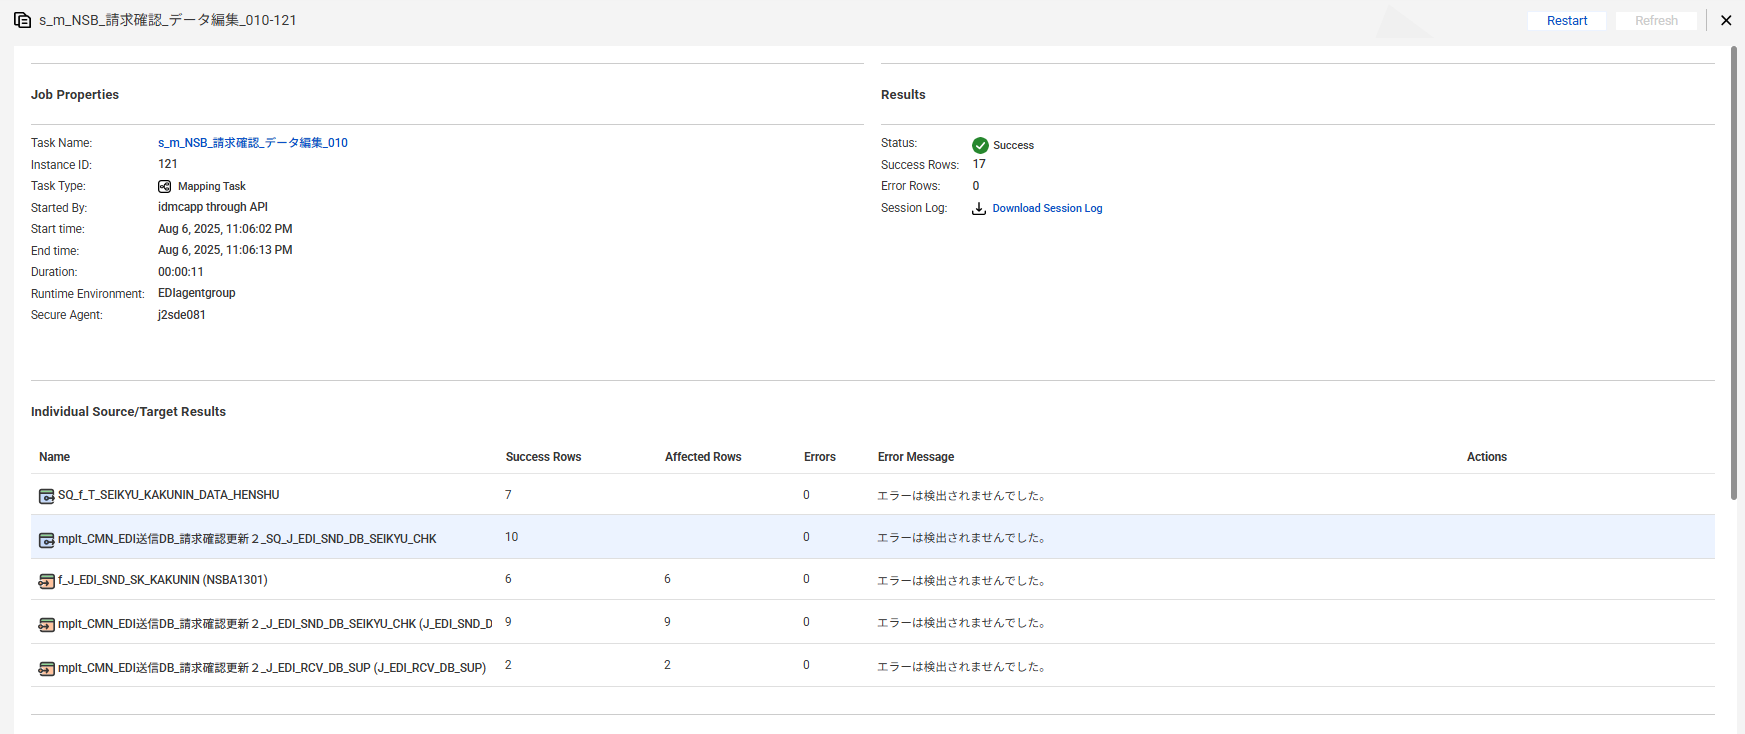 s_m_NSB_請求確認_データ編集_010-121
Restart
Refresh
Job Properties
Task Name: s_m_NSB_請求確認_データ編集_010
Instance ID: 121
Task Type: Mapping Task
Started By: idmcapp through API
Start time: Aug 6, 2025, 11:06:02 PM
End time: Aug 6, 2025, 11:06:13 PM
Duration: 00:00:11
Runtime Environment: EDIagentgroup
Secure Agent: j2sde081
Results
Status: Success
Success Rows: 17
Error Rows: 0
Session Log: Download Session Log
Individual Source/Target Results
Name Success Rows Affected Rows Errors Error Message Actions
SQ_f_T_SEIKYU_KAKUNIN_DATA_HENSHU 7 0 エラーは検出されませんでした。
mplt_CMN_EDI送信DB_請求確認更新２_SQ_J_EDI_SND_DB_SEIKYU_CHK 10 0 エラーは検出されませんでした。
f_J_EDI_SND_SK_KAKUNIN (NSBA1301) 6 6 0 エラーは検出されませんでした。
mplt_CMN_EDI送信DB_請求確認更新２_J_EDI_SND_DB_SEIKYU_CHK (J_EDI_SND_D 9 9 0 エラーは検出されませんでした。
mplt_CMN_EDI送信DB_請求確認更新２_J_EDI_RCV_DB_SUP (J_EDI_RCV_DB_SUP) 2 2 0 エラーは検出されませんでした。